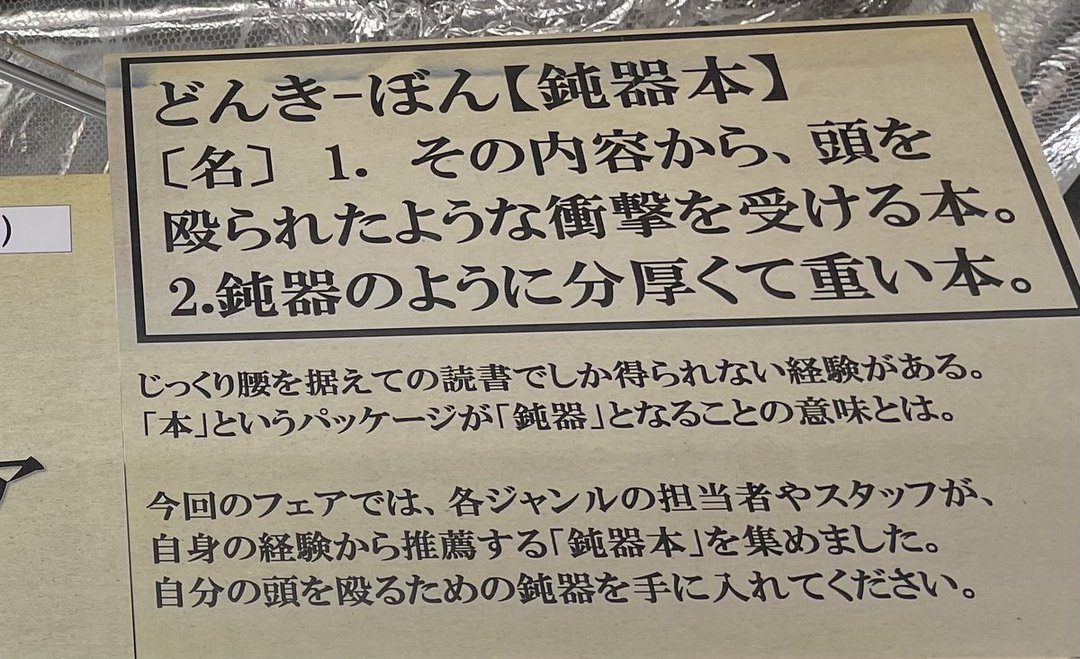 どんき-ぼん【鈍器本】
〔名〕 1. その内容から、頭を
殴られたような衝撃を受ける本。
2.鈍器のように分厚くて重い本。
じっくり腰を据えての読書でしか得られない経験がある。
「本」というパッケージが「鈍器」となることの意味とは。
今回のフェアでは、各ジャンルの担当者やスタッフが、
自身の経験から推薦する「鈍器本」を集めました。
自分の頭を殴るための鈍器を手に入れてください。
)